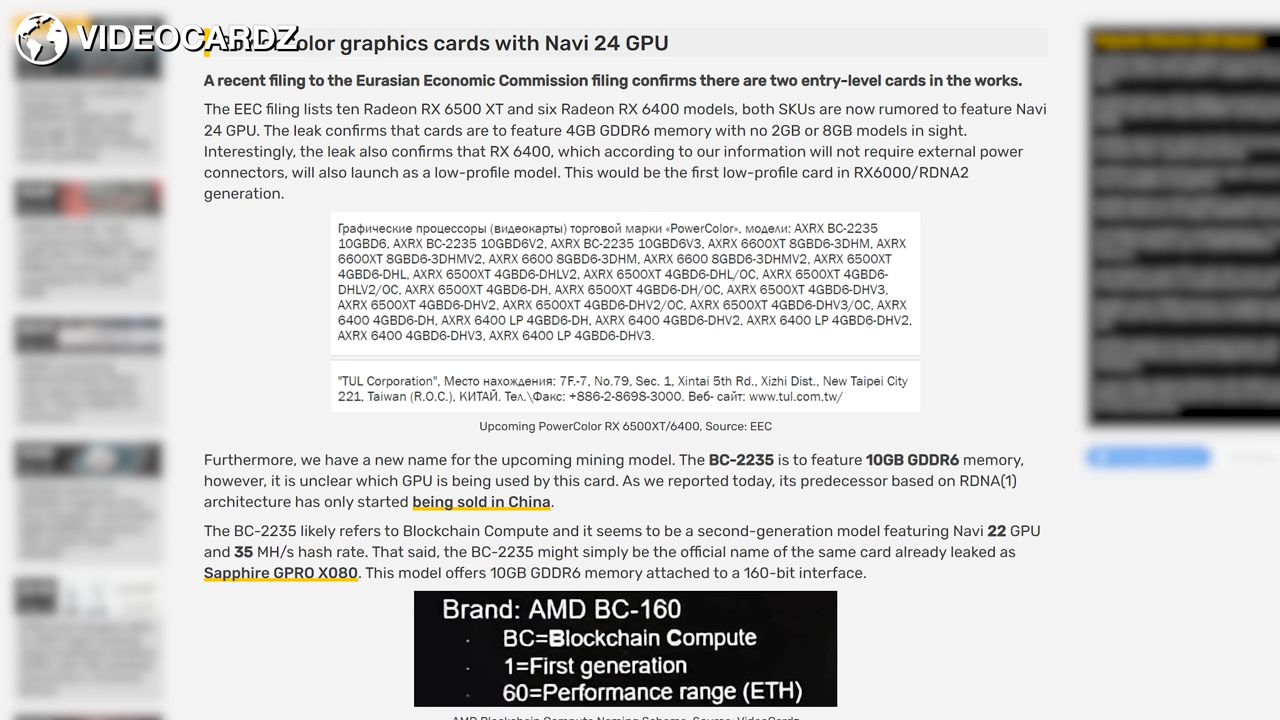 VIDEOCARDZ
graphics cards with Navi 24 GPU
A recent filing to the Eurasian Economic Commission filing confirms there are two entry-level cards in the works.
The EEC filing lists ten Radeon RX 6500 XT and six Radeon RX 6400 models, both SKUs are now rumored to feature Navi
24 GPU. The leak confirms that cards are to feature 4GB GDDR6 memory with no 2GB or 8GB models in sight.
Interestingly, the leak also confirms that RX 6400, which according to our information will not require external power
connectors, will also launch as a low-profile model. This would be the first low-profile card in RX6000/RDNA2
generation.
Графические процессоры (видеокарты) торговой марки «PowerColor», модели: AXRX BC-2235
10GBD6, AXRX BC-2235 10GBD6V2, AXRX BC-2235 10GBD6V3, AXRX 6600XT 8GBD6-3DHM, AXRX
6600XT 8GBD6-3DHMV2, AXRX 6600 8GBD6-3DHM, AXRX 6600 8GBD6-3DHMV2, AXRX 6500XT
4GBD6-DHL, AXRX 6500XT 4GBD6-DHLV2, AXRX 6500XT 4GBD6-DHL/OC, AXRX 6500XT 4GBD6-
DHLV2/OC, AXRX 6500XT 4GBD6-DH, AXRX 6500XT 4GBD6-DH/OC, AXRX 6500XT 4GBD6-DHV3,
AXRX 6500XT 4GBD6-DHV2, AXRX 6500XT 4GBD6-DHV2/OC, AXRX 6500XT 4GBD6-DHV3/OC, AXRX
6400 4GBD6-DH, AXRX 6400 LP 4GBD6-DH, AXRX 6400 4GBD6-DHV2, AXRX 6400 LP 4GBD6-DHV2,
AXRX 6400 4GBD6-DHV3, AXRX 6400 LP 4GBD6-DHV3.
"TUL Corporation", Место нахождения: 7F.-7, No.79, Sec. 1, Xintai 5th Rd., Xizhi Dist., New Taipei City
221, Taiwan (R.O.C.), КИТАЙ. Тел.\Факс: +886-2-8698-3000. Веб- сайт: www.tul.com.tw/
Upcoming PowerColor RX 6500XT/6400, Source: EEC
Furthermore, we have a new name for the upcoming mining model. The BC-2235 is to feature 10GB GDDR6 memory,
however, it is unclear which GPU is being used by this card. As we reported today, its predecessor based on RDNA(1)
architecture has only started being sold in China.
The BC-2235 likely refers to Blockchain Compute and it seems to be a second-generation model featuring Navi 22 GPU
and 35 MH/s hash rate. That said, the BC-2235 might simply be the official name of the same card already leaked as
Sapphire GPRO X080. This model offers 10GB GDDR6 memory attached to a 160-bit interface.
Brand: AMD BC-160
· BC=Blockchain Compute
· 1=First generation
· 60=Performance range (ETH)